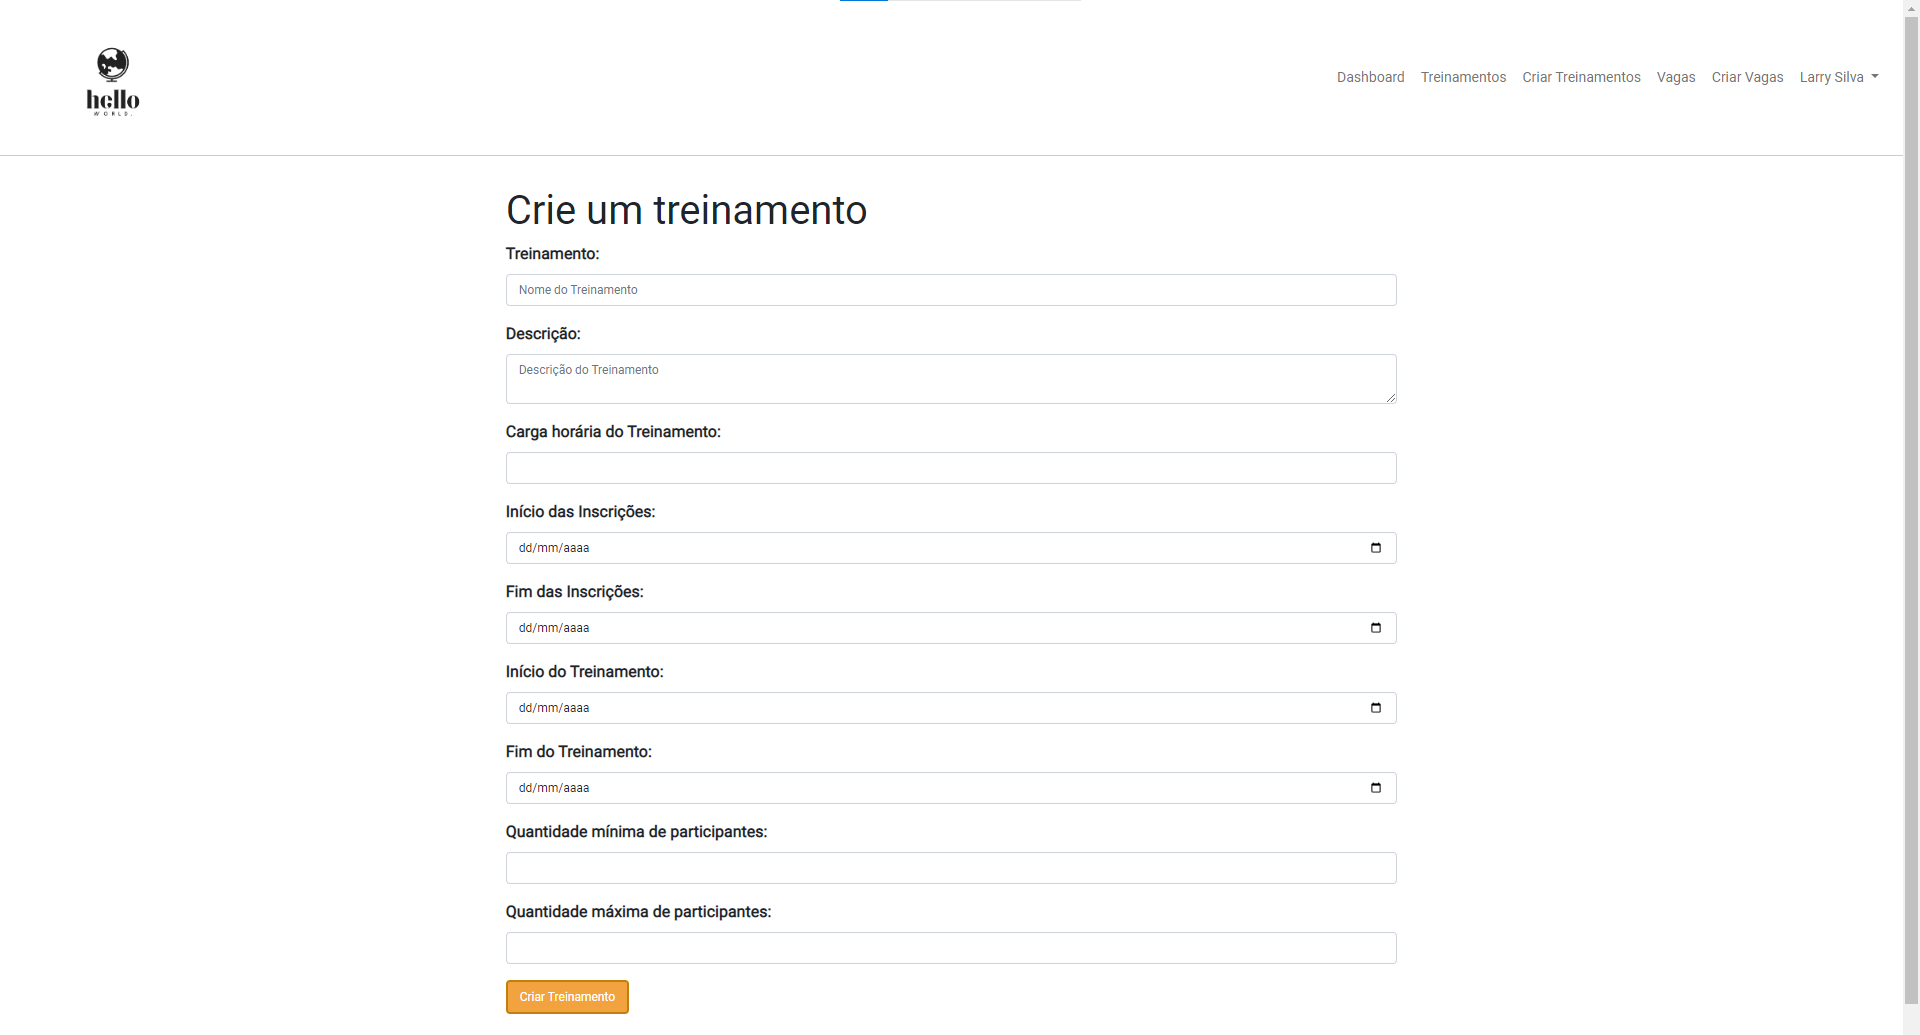 hello
WORLD.
Dashboard Treinamentos Criar Treinamentos Vagas Criar Vagas Larry Silva
Crie um treinamento
Treinamento:
Nome do Treinamento
Descrição:
Descrição do Treinamento
Carga horária do Treinamento:
Início das Inscrições:
dd/mm/aaaa
Fim das Inscrições:
dd/mm/aaaa
Início do Treinamento:
dd/mm/aaaa
Fim do Treinamento:
dd/mm/aaaa
Quantidade mínima de participantes:
Quantidade máxima de participantes:
Criar Treinamento